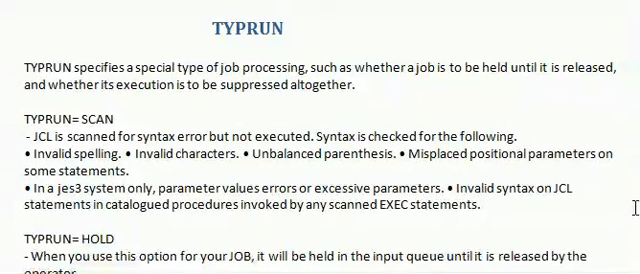 TYPRUN
TYPRUN specifies a special type of job processing, such as whether a job is to be held until it is released,
and whether its execution is to be suppressed altogether.
TYPRUN= SCAN
- JCL is scanned for syntax error but not executed. Syntax is checked for the following.
• Invalid spelling. • Invalid characters. • Unbalanced parenthesis. • Misplaced positional parameters on
some statements.
• In a jes3 system only, parameter values errors or excessive parameters. • Invalid syntax on JCL
statements in catalogued procedures invoked by any scanned EXEC statements.
TYPRUN= HOLD
- When you use this option for your JOB, it will be held in the input queue until it is released by the
operator.